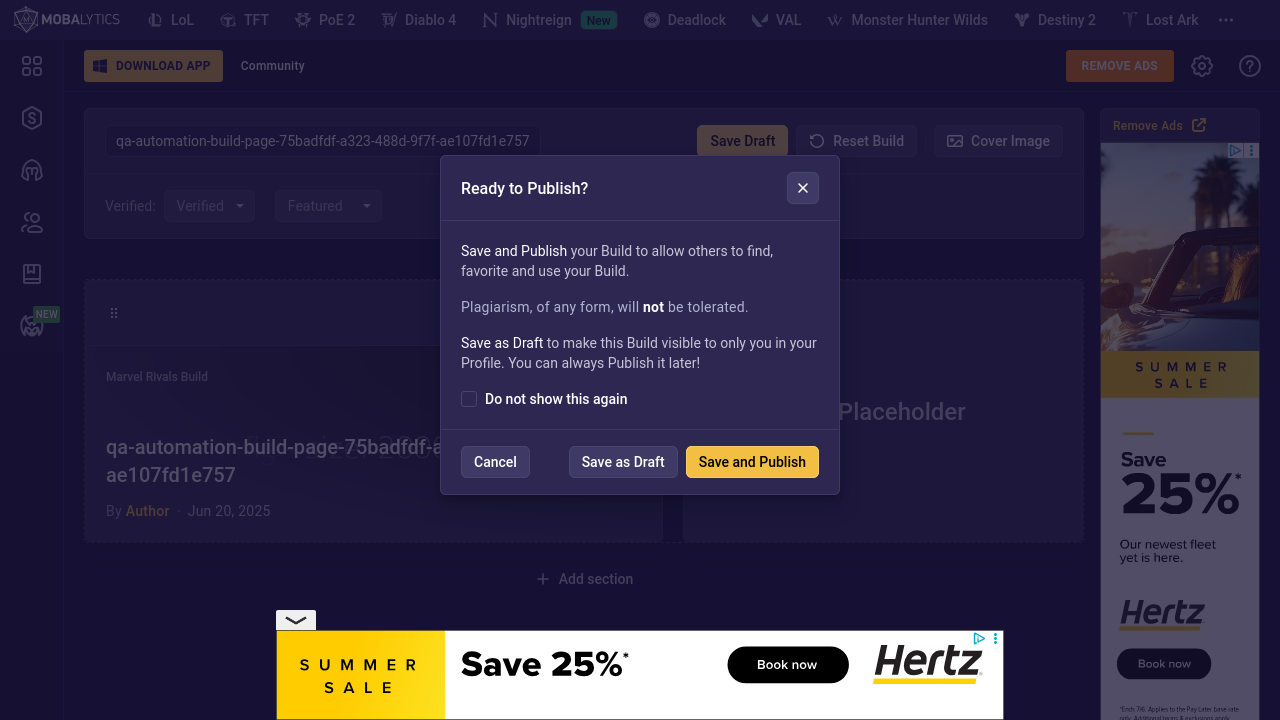 MOBALYTICS
LoL
TFT
PoE 2
Diablo 4
Nightreign
New
Deadlock
VAL
Monster Hunter Wilds
Destiny 2
Lost Ark
DOWNLOAD APP
Community
REMOVE ADS
qa-automation-build-page-75badfdf-a323-488d-9f7f-ae107fd1e757
Save Draft
Reset Build
Cover Image
Remove Ads
Verified:
Verified
Featured
NEW
Ready to Publish?
Save and Publish your Build to allow others to find,
favorite and use your Build.
Plagiarism, of any form, will not be tolerated.
Save as Draft to make this Build visible to only you in your
Profile. You can always Publish it later!
Do not show this again
Cancel
Save as Draft
Save and Publish
Marvel Rivals Build
qa-automation-build-page-75badfdf-a
ae107fd1e757
By Author · Jun 20, 2025
Placeholder
Add section
SUMMER
SALE
Save
25%*
Our newest fleet
yet is here.
Hertz
Book now
*Ends 7/8. Applies to the Pay Later base rate
SUMMER
SALE
Save 25%*
Book now
Hertz